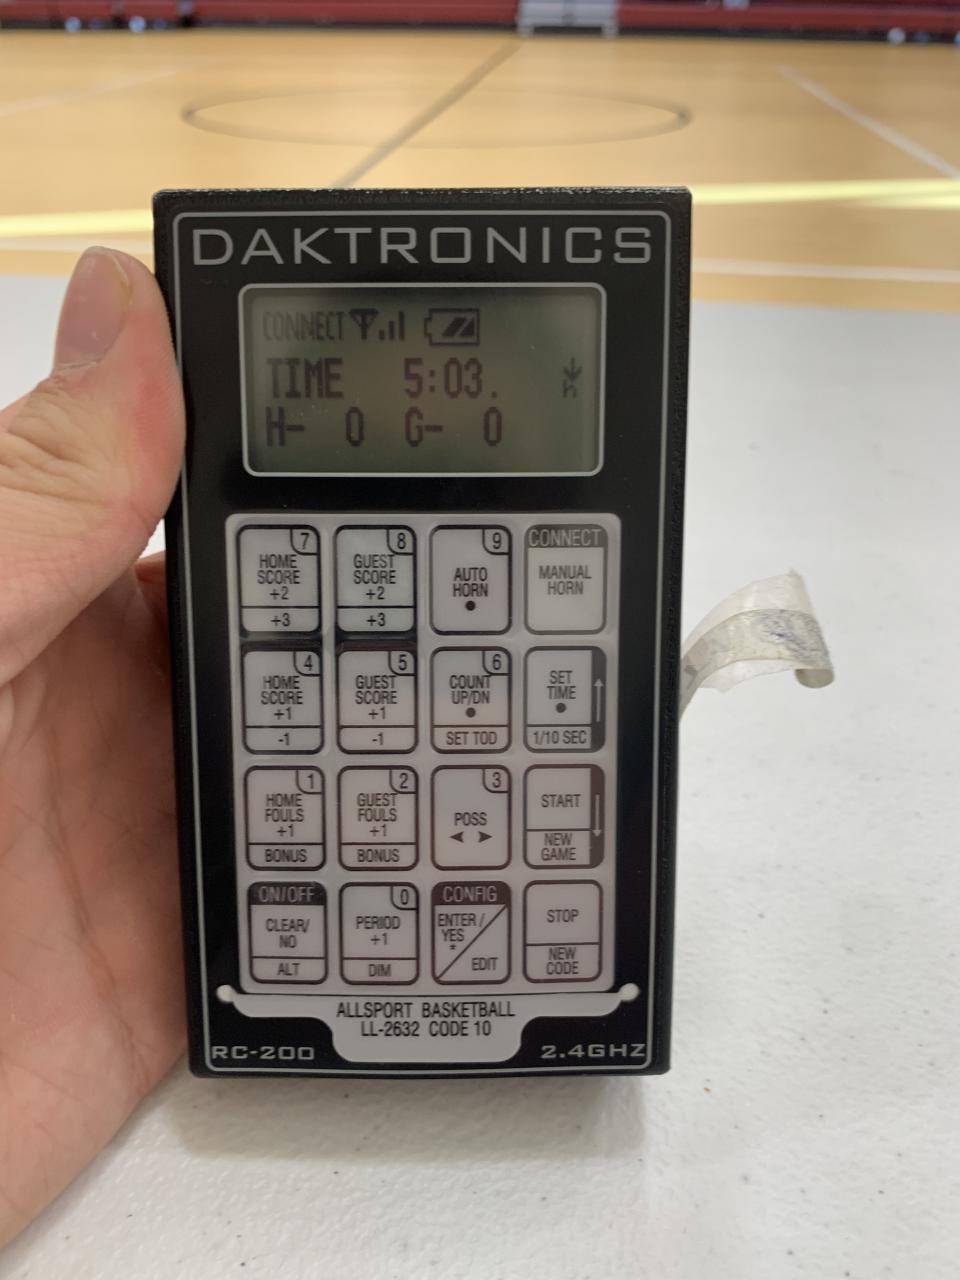 DAKTRONICS
CONNECT
TIME 5:03.
H- 0 G- 0
7
HOME
SCORE
+2
+3
8
GUEST
SCORE
+2
+3
9
AUTO
HORN
CONNECT
MANUAL
HORN
4
HOME
SCORE
+1
-1
5
GUEST
SCORE
+1
-1
6
COUNT
UP/DN
SET TOD
SET
TIME
1/10 SEC
1
HOME
FOULS
+1
BONUS
2
GUEST
FOULS
+1
BONUS
3
POSS
START
NEW
GAME
ON/OFF
CLEAR/
NO
ALT
0
PERIOD
+1
DIM
CONFIG
ENTER/
YES
*
EDIT
STOP
NEW
CODE
ALLSPORT BASKETBALL
LL-2632 CODE 10
RC-200 2.4GHZ